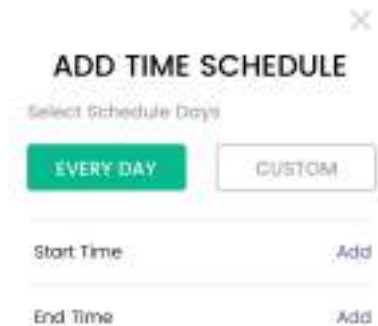 ADD TIME SCHEDULE
Select Schedule Days
EVERY DAY CUSTOM
Start Time Add
End Time Add